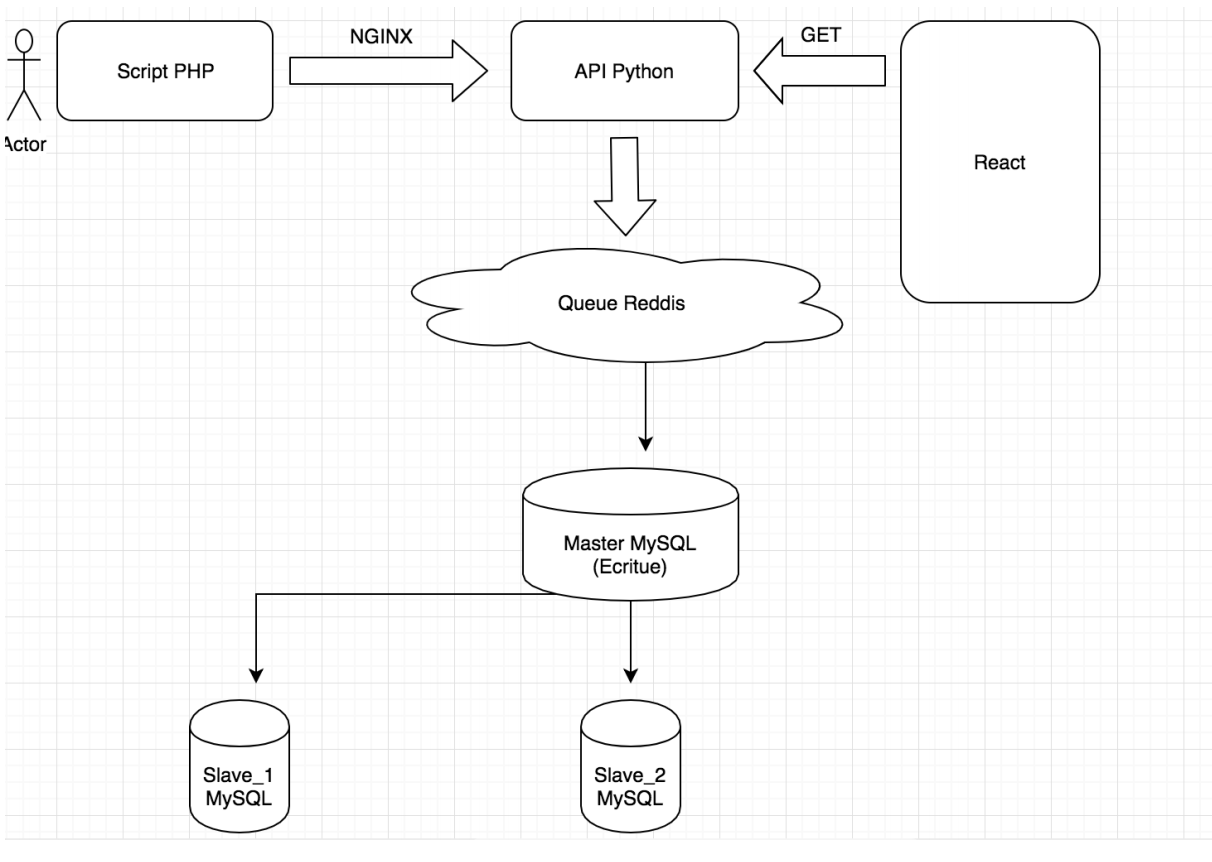 NGINX
GET
Script PHP
API Python
Actor
React
Queue Reddis
Master MySQL
(Ecritue)
Slave_1
MySQL
Slave_2
MySQL